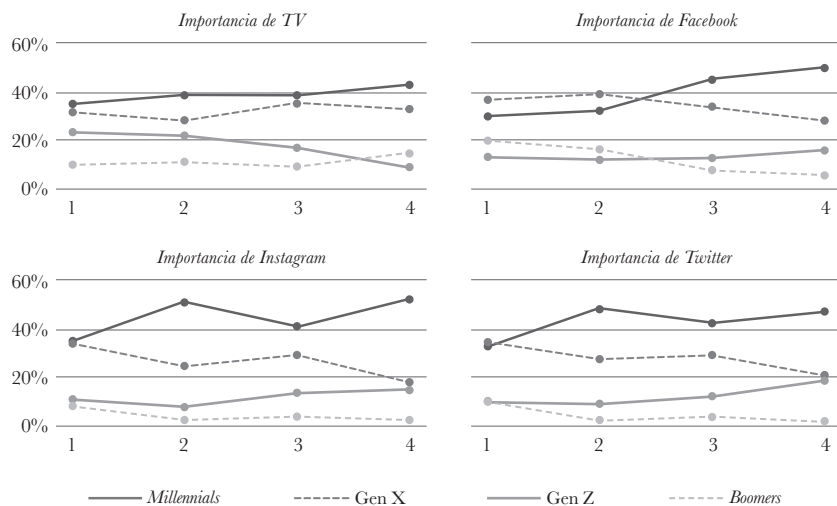 Importancia de TV
60%
40%
20%
0%
1 2 3 4
Importancia de Facebook
1 2 3 4
Importancia de Instagram
60%
40%
20%
0%
1 2 3 4
Importancia de Twitter
1 2 3 4
Millennials Gen X Gen Z Boomers